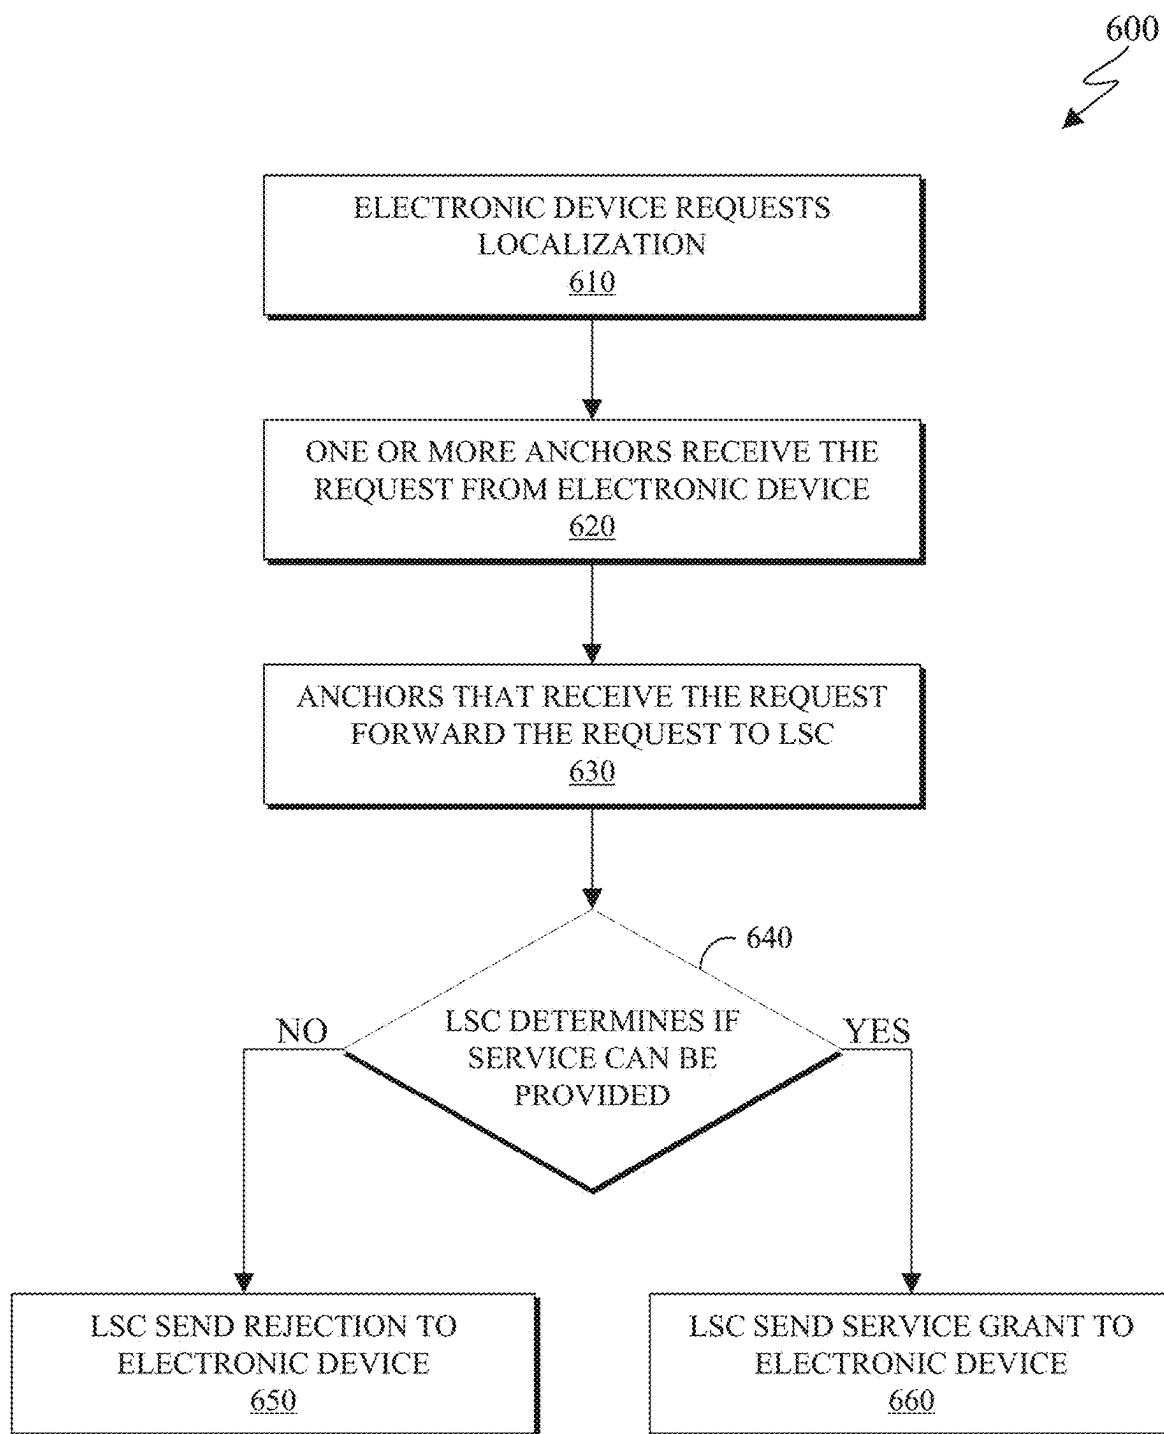 600
ELECTRONIC DEVICE REQUESTS
LOCALIZATION
610
ONE OR MORE ANCHORS RECEIVE THE
REQUEST FROM ELECTRONIC DEVICE
620
ANCHORS THAT RECEIVE THE REQUEST
FORWARD THE REQUEST TO LSC
630
640
LSC DETERMINES IF
SERVICE CAN BE
PROVIDED
NO
YES
LSC SEND REJECTION TO
ELECTRONIC DEVICE
650
LSC SEND SERVICE GRANT TO
ELECTRONIC DEVICE
660